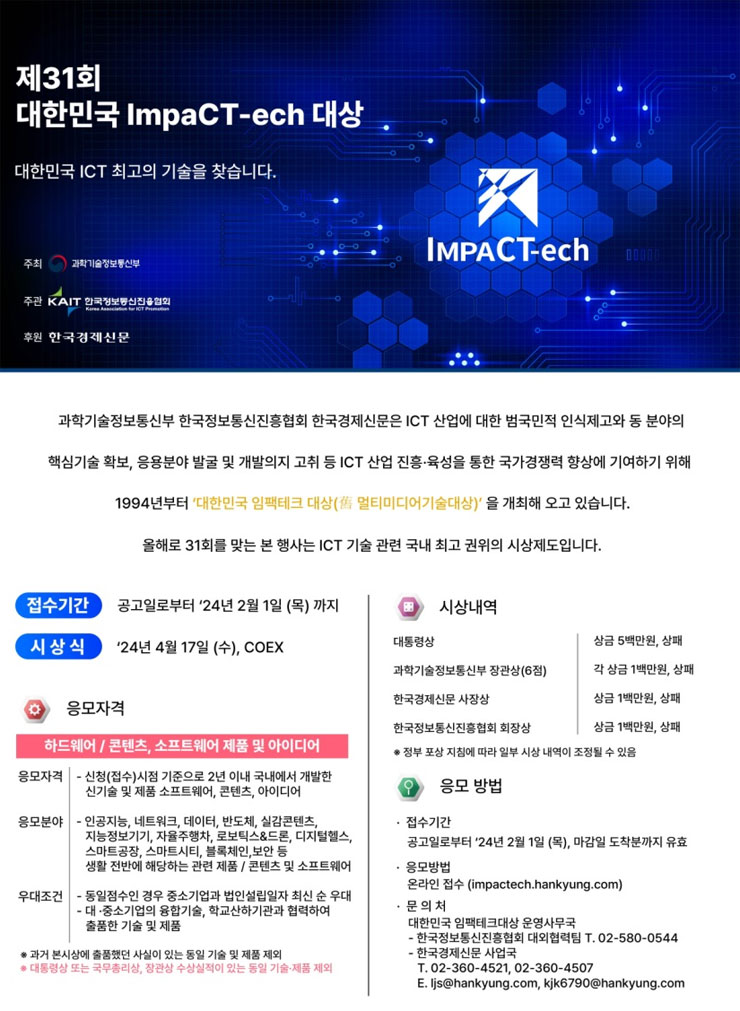 제31회
대한민국 ImpaCT-ech 대상
대한민국 ICT 최고의 기술을 찾습니다.
IMPACT-ech
주최 과학기술정보통신부
주관 KAIT 한국정보통신진흥협회
Korea Association for ICT Promotion
후원 한국경제신문
과학기술정보통신부 한국정보통신진흥협회 한국경제신문은 ICT 산업에 대한 범국민적 인식제고와 동 분야의
핵심기술 확보, 응용분야 발굴 및 개발의지 고취 등 ICT 산업 진흥·육성을 통한 국가경쟁력 향상에 기여하기 위해
1994년부터 ‘대한민국 임팩테크 대상(舊 멀티미디어기술대상)’ 을 개최해 오고 있습니다.
올해로 31회를 맞는 본 행사는 ICT 기술 관련 국내 최고 권위의 시상제도입니다.
접수기간 공고일로부터 ‘24년 2월 1일 (목) 까지
시 상 식 ‘24년 4월 17일 (수), COEX
응모자격
하드웨어 / 콘텐츠, 소프트웨어 제품 및 아이디어
응모자격 - 신청(접수)시점 기준으로 2년 이내 국내에서 개발한
신기술 및 제품 소프트웨어, 콘텐츠, 아이디어
응모분야 - 인공지능, 네트워크, 데이터, 반도체, 실감콘텐츠,
지능정보기기, 자율주행차, 로보틱스&드론, 디지털헬스,
스마트공장, 스마트시티, 블록체인,보안 등
생활 전반에 해당하는 관련 제품 / 콘텐츠 및 소프트웨어
우대조건 - 동일점수인 경우 중소기업과 법인설립일자 최신 순 우대
- 대 ·중소기업의 융합기술, 학교산하기관과 협력하여
출품한 기술 및 제품
※ 과거 본시상에 출품했던 사실이 있는 동일 기술 및 제품 제외
※ 대통령상 또는 국무총리상, 장관상 수상실적이 있는 동일 기술·제품 제외
시상내역
대통령상 상금 5백만원, 상패
과학기술정보통신부 장관상(6점) 각 상금 1백만원, 상패
한국경제신문 사장상 상금 1백만원, 상패
한국정보통신진흥협회 회장상 상금 1백만원, 상패
※ 정부 포상 지침에 따라 일부 시상 내역이 조정될 수 있음
응모 방법
· 접수기간
공고일로부터 ‘24년 2월 1일 (목), 마감일 도착분까지 유효
· 응모방법
온라인 접수 (impactech.hankyung.com)
· 문 의 처
대한민국 임팩테크대상 운영사무국
- 한국정보통신진흥협회 대외협력팀 T. 02-580-0544
- 한국경제신문 사업국
T. 02-360-4521, 02-360-4507
E. ljs@hankyung.com, kjk6790@hankyung.com